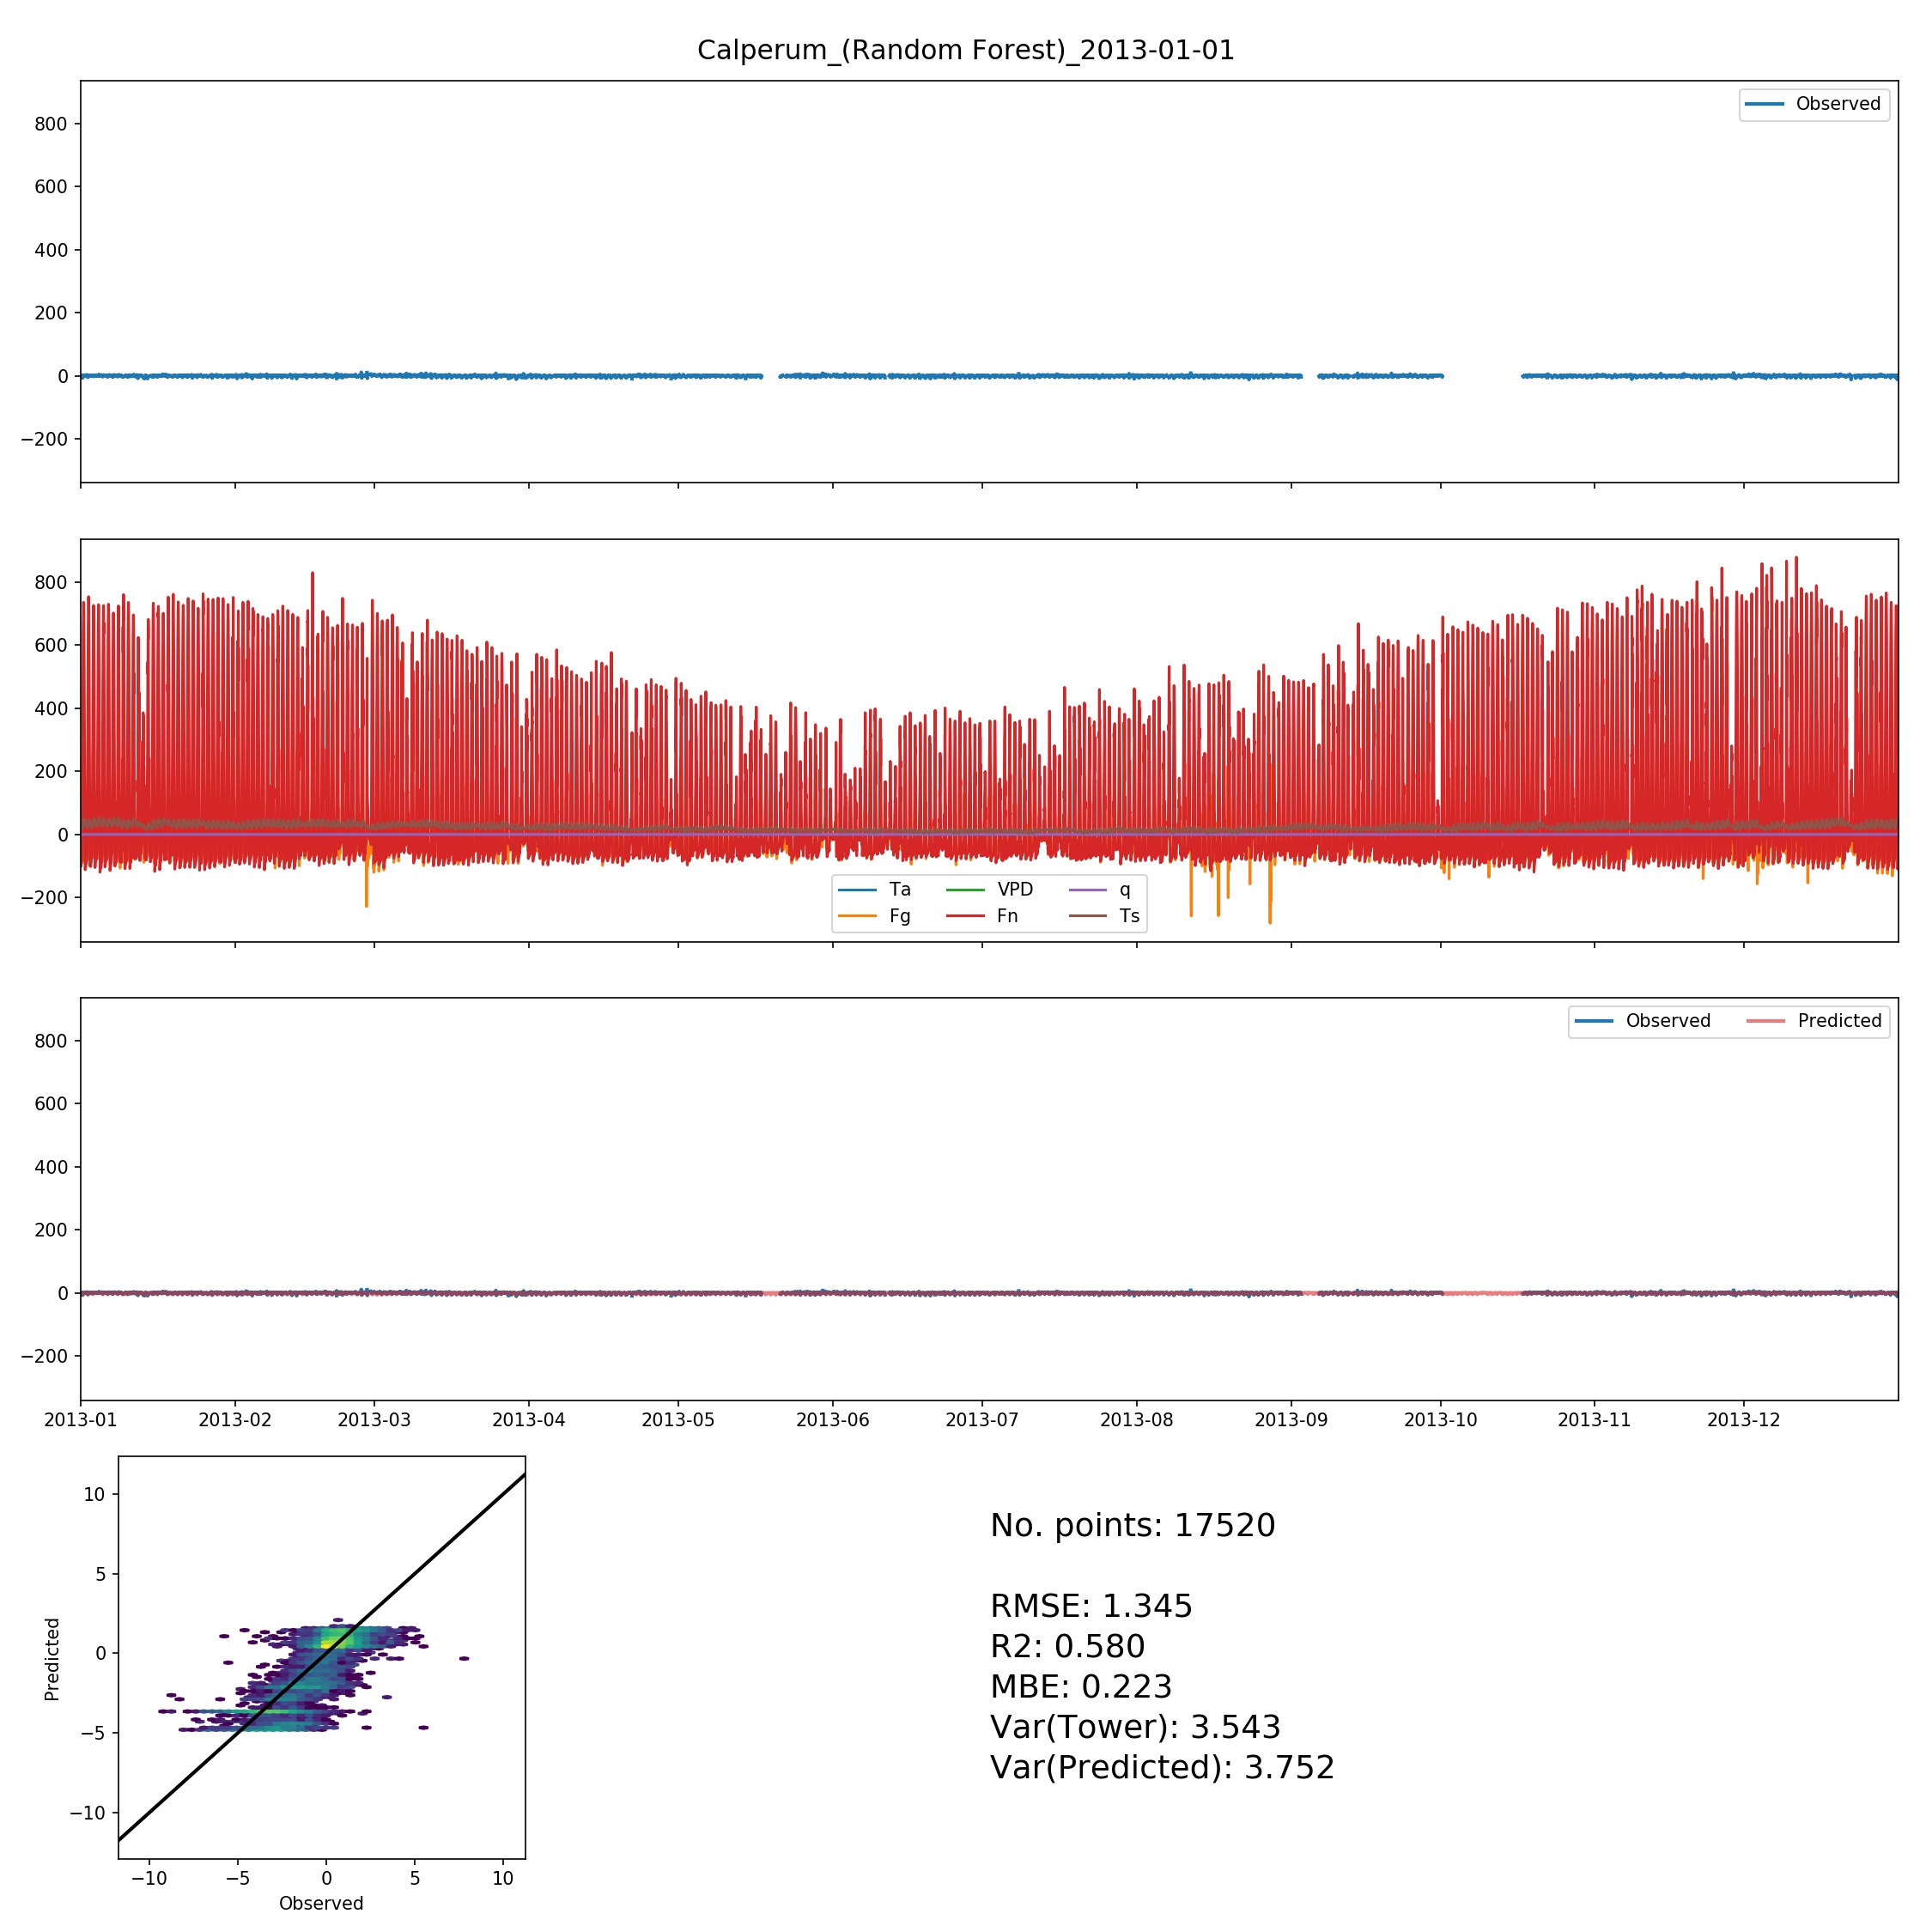 Calperum_(Random Forest)_2013-01-01
800
600
400
200
0
−200
Observed
800
600
400
200
0
−200
Ta VPD q
Fg Fn Ts
800
600
400
200
0
−200
Observed Predicted
2013-01 2013-02 2013-03 2013-04 2013-05 2013-06 2013-07 2013-08 2013-09 2013-10 2013-11 2013-12
10
5
0
−5
−10
Predicted
−10 −5 0 5 10
Observed
No. points: 17520
RMSE: 1.345
R2: 0.580
MBE: 0.223
Var(Tower): 3.543
Var(Predicted): 3.752